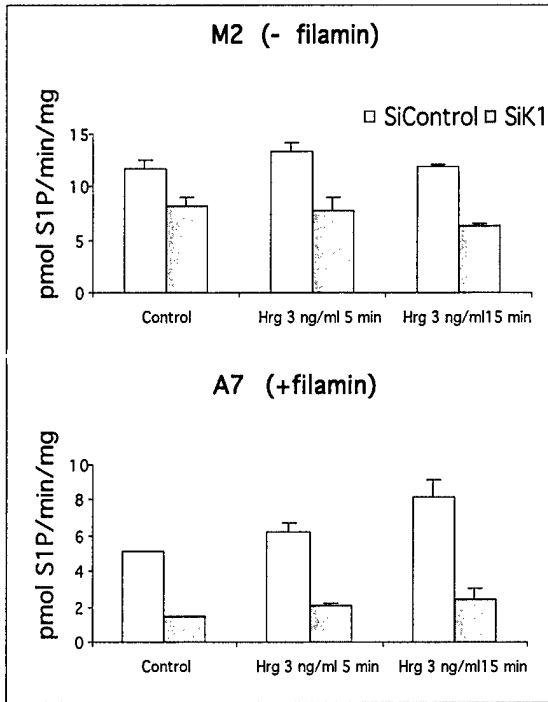 M2 (- filamin)
SiControl SiK1
pmol S1P/min/mg
15
10
5
0
Control Hrg 3 ng/ml 5 min Hrg 3 ng/ml15 min
A7 (+filamin)
pmol S1P/min/mg
10
8
6
4
2
0
Control Hrg 3 ng/ml 5 min Hrg 3 ng/ml15 min